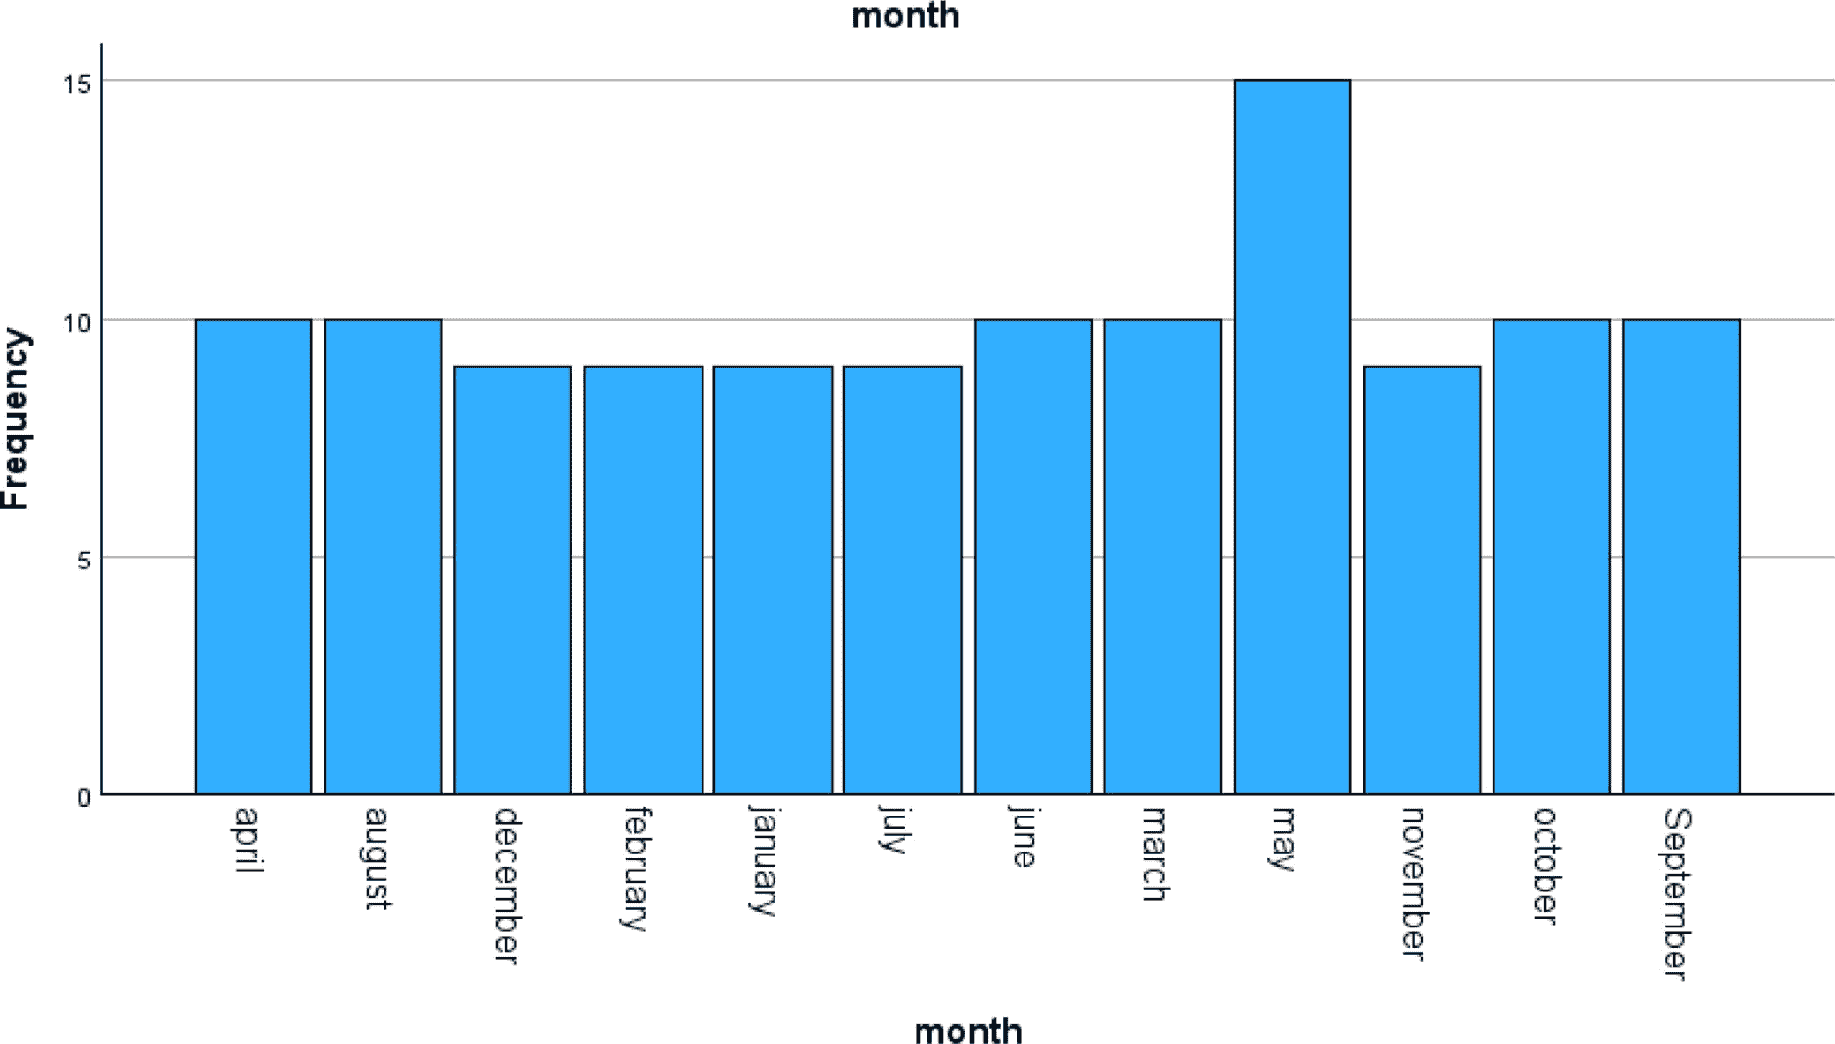 month
Frequency
15
10
5
0
april
august
december
february
january
july
june
march
may
november
october
September
month